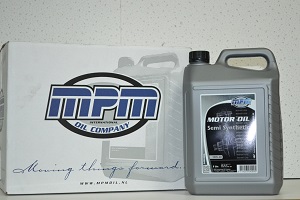 MPM
INTERNATIONAL
OIL COMPANY
Moving things forward
WWW.MPMOIL.NL
MPM
MOTOR OIL
Semi Synthetic